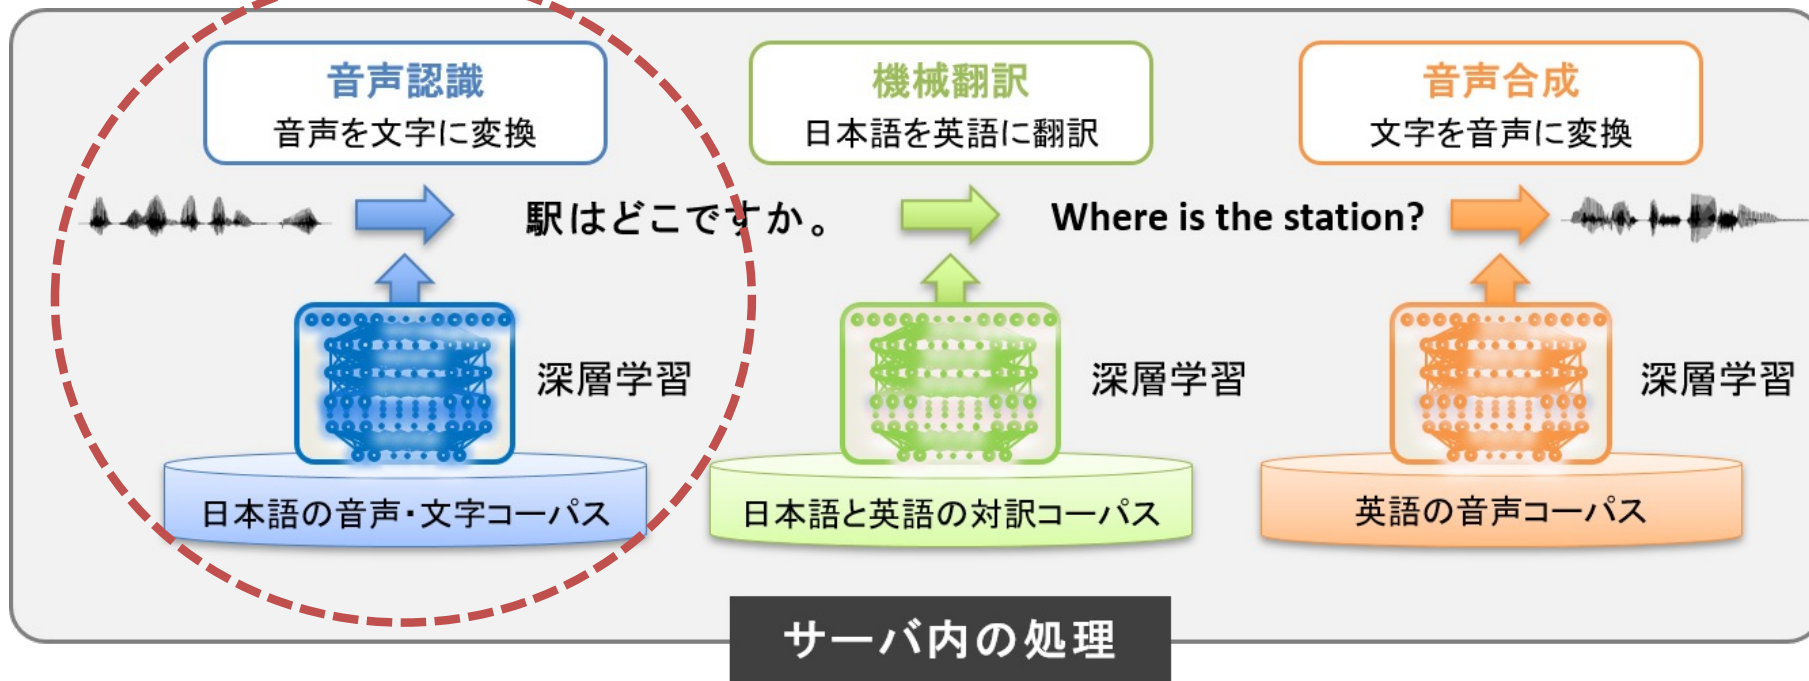 音声認識
音声を文字に変換
機械翻訳
日本語を英語に翻訳
音声合成
文字を音声に変換
駅はどこですか。
Where is the station?
深層学習
深層学習
深層学習
日本語の音声・文字コーパス
日本語と英語の対訳コーパス
英語の音声コーパス
サーバ内の処理